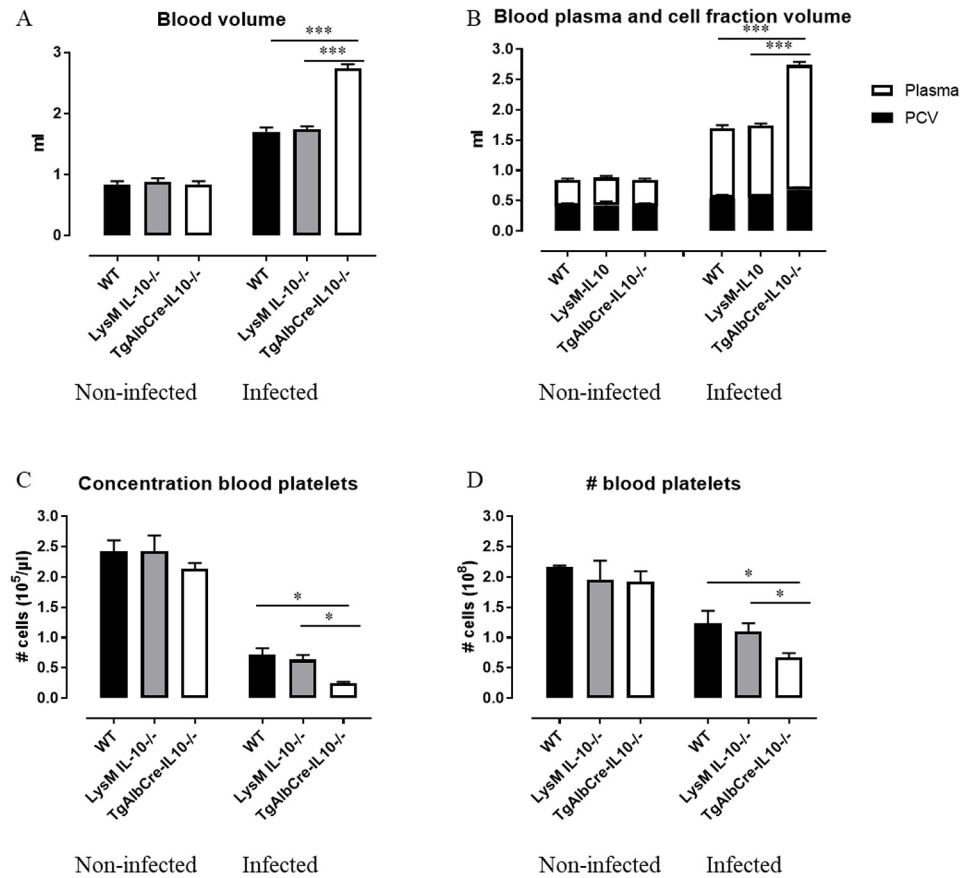 A
Blood volume
***
***
3
2
1
0
ml
WT
LysM IL-10-/-
TgAlbCre-IL10-/-
WT
LysM IL-10-/-
TgAlbCre-IL10-/-
Non-infected
Infected
B
Blood plasma and cell fraction volume
***
***
3.0
2.5
2.0
1.5
1.0
0.5
0.0
ml
Plasma
PCV
WT
LysM-IL10
TgAlbCre-IL10-/-
WT
LysM-IL10
TgAlbCre-IL10-/-
Non-infected
Infected
C
Concentration blood platelets
3.0
2.5
2.0
1.5
1.0
0.5
0.0
# cells (10⁵/µl)
*
*
WT
LysM IL-10-/-
TgAlbCre-IL10-/-
WT
LysM IL-10-/-
TgAlbCre-IL10-/-
Non-infected
Infected
D
# blood platelets
3.0
2.5
2.0
1.5
1.0
0.5
0.0
# cells (10⁸)
*
*
WT
LysM IL-10-/-
TgAlbCre-IL10-/-
WT
LysM IL-10-/-
TgAlbCre-IL10-/-
Non-infected
Infected